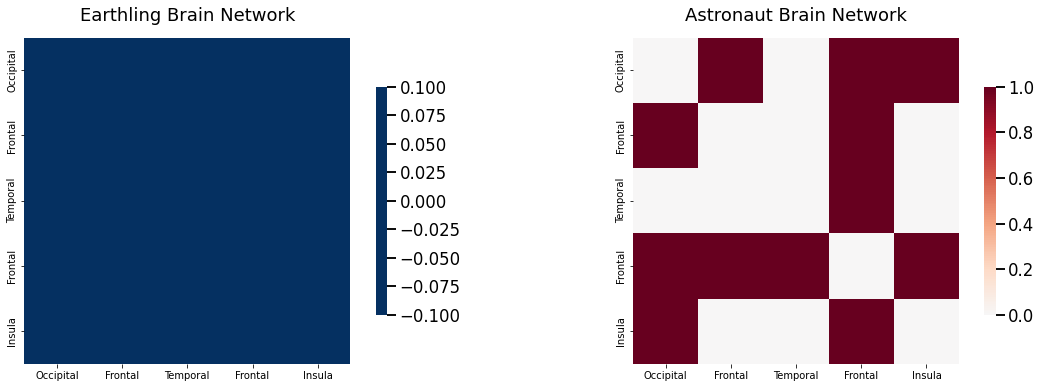 Earthling Brain Network
Occipital
Frontal
Temporal
Frontal
Insula
Occipital Frontal Temporal Frontal Insula
0.100
0.075
0.050
0.025
0.000
−0.025
−0.050
−0.075
−0.100
Astronaut Brain Network
Occipital
Frontal
Temporal
Frontal
Insula
Occipital Frontal Temporal Frontal Insula
1.0
0.8
0.6
0.4
0.2
0.0